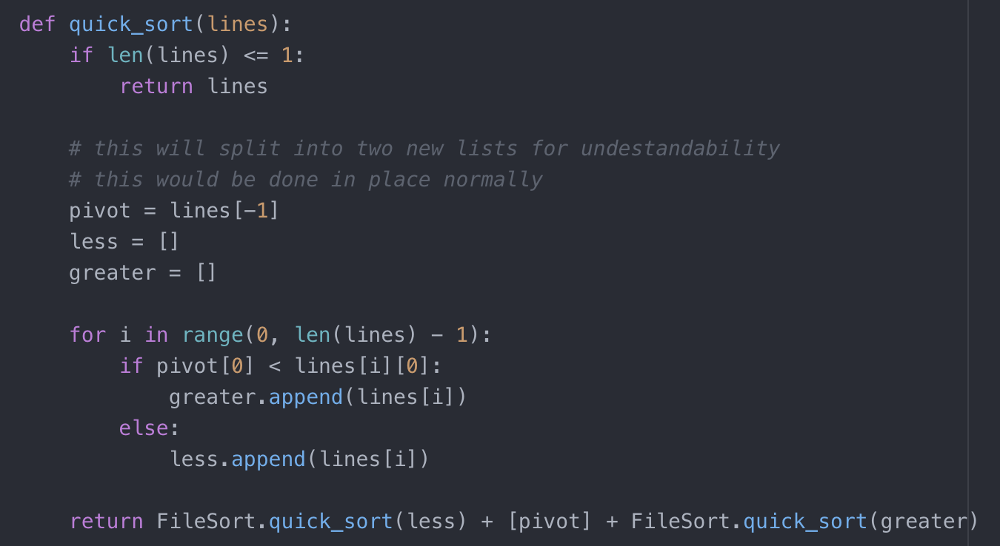 def quick_sort(lines):
    if len(lines) <= 1:
        return lines

    # this will split into two new lists for undestandability
    # this would be done in place normally
    pivot = lines[-1]
    less = []
    greater = []

    for i in range(0, len(lines) - 1):
        if pivot[0] < lines[i][0]:
            greater.append(lines[i])
        else:
            less.append(lines[i])

    return FileSort.quick_sort(less) + [pivot] + FileSort.quick_sort(greater)